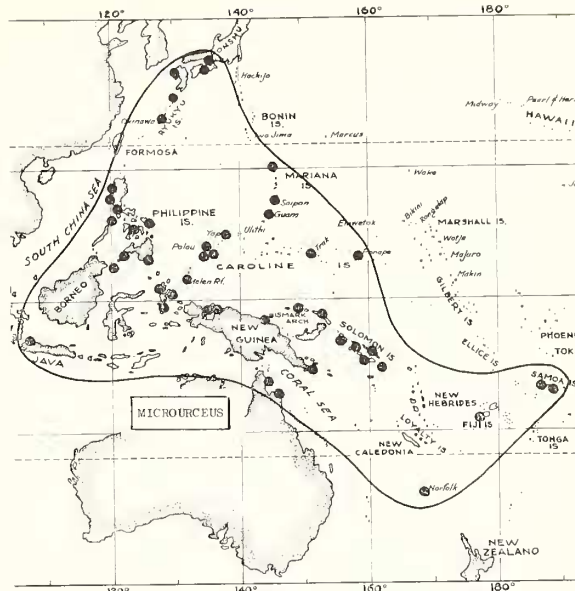 120°
140°
160°
180°
HONSHU
Hachijo
Okinawa
RYUKYU
IS.
BONIN
IS.
Iwo Jima
Marcus
Midway
Pearl & Her
HAWAII
FORMOSA
Wake
MARIANA
IS
Saipan
Guam
SOUTH CHINA SEA
PHILIPPINE
IS.
Yap
Ulithi
Palau
Eniwetok
Bikini
Rongelap
MARSHALL IS.
Wotje
Majuro
Makin
Truk
Ponape
CAROLINE IS
Helen Rf.
BORNEO
GILBERT IS
BISMARK
ARCH
NEW
GUINEA
SOLOMON IS
ELLICE IS
PHOEN
TOK
JAVA
SAMOA IS
CORAL SEA
NEW
HEBRIDES
MICROURCEUS
FIJI IS
LOYALTY IS
NEW
CALEDONIA
TONGA
IS
Norfolk
NEW
ZEALAND
120°
140°
160°
180°